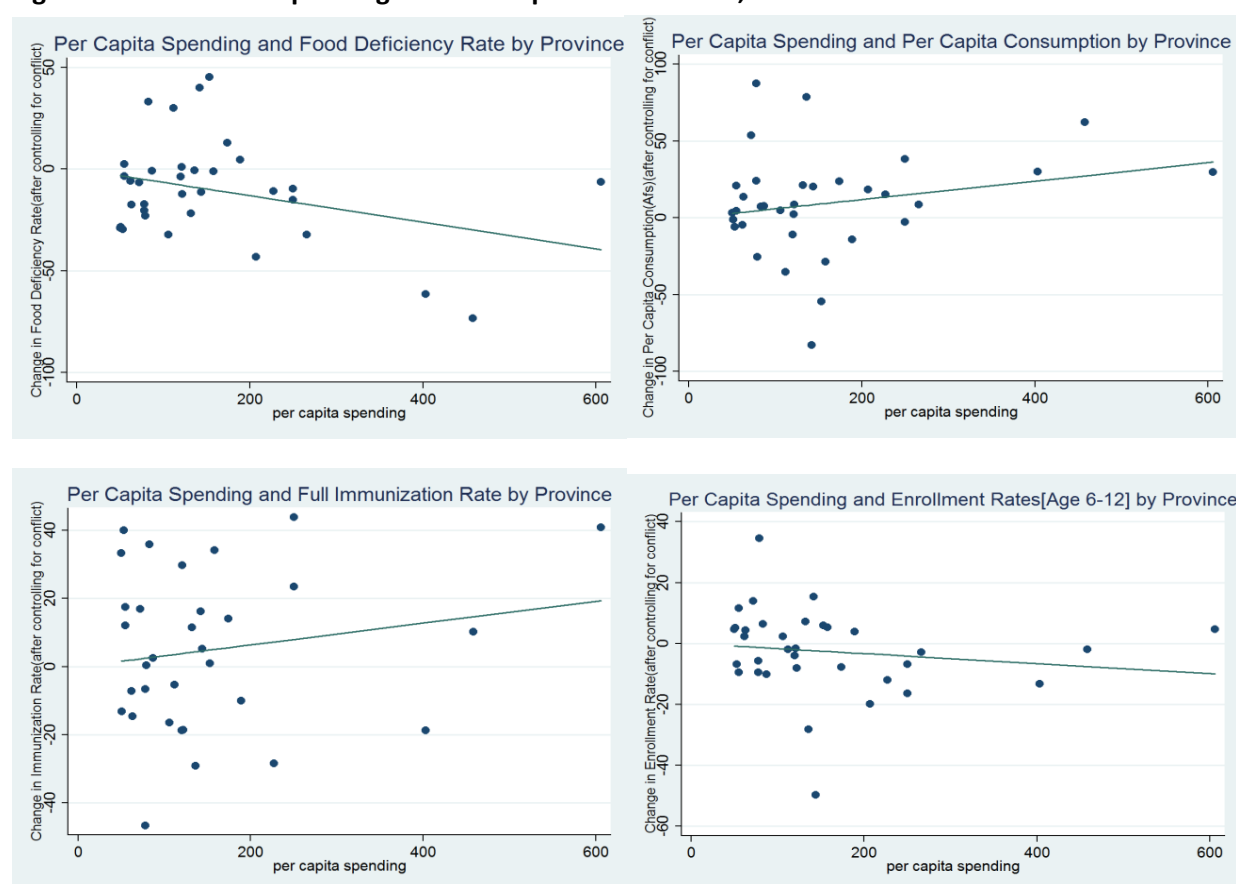 Per Capita Spending and Food Deficiency Rate by Province
Change in Food Deficiency Rate(after controlling for conflict)
50
0
-50
-100
0 200 400 600
per capita spending
Per Capita Spending and Per Capita Consumption by Province
Change in Per Capita Consumption(Afs)(after controlling for conflict)
100
50
0
-50
-100
0 200 400 600
per capita spending
Per Capita Spending and Full Immunization Rate by Province
Change in Immunization Rate(after controlling for conflict)
40
20
0
-20
-40
0 200 400 600
per capita spending
Per Capita Spending and Enrollment Rates[Age 6-12] by Province
Change in Enrollment Rate(after controlling for conflict)
40
20
0
-20
-40
-60
0 200 400 600
per capita spending